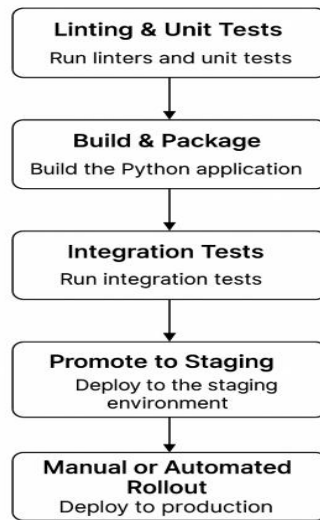 Linting & Unit Tests
Run linters and unit tests
Build & Package
Build the Python application
Integration Tests
Run integration tests
Promote to Staging
Deploy to the staging
environment
Manual or Automated
Rollout
Deploy to production